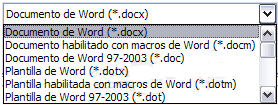 Documento de Word (*.docx)
Documento de Word (*.docx)
Documento habilitado con macros de Word (*.docm)
Documento de Word 97-2003 (*.doc)
Plantilla de Word (*.dotx)
Plantilla habilitada con macros de Word (*.dotm)
Plantilla de Word 97-2003 (*.dot)